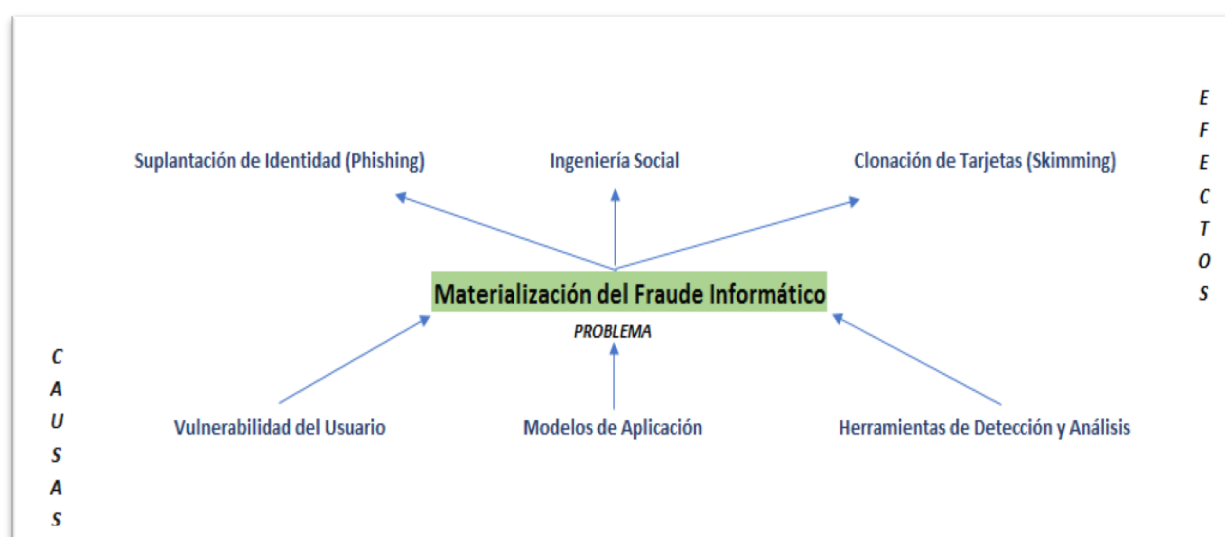 E
F
E
C
T
O
S
Suplantación de Identidad (Phishing)
Ingeniería Social
Clonación de Tarjetas (Skimming)
Materialización del Fraude Informático
PROBLEMA
C
A
U
S
A
S
Vulnerabilidad del Usuario
Modelos de Aplicación
Herramientas de Detección y Análisis